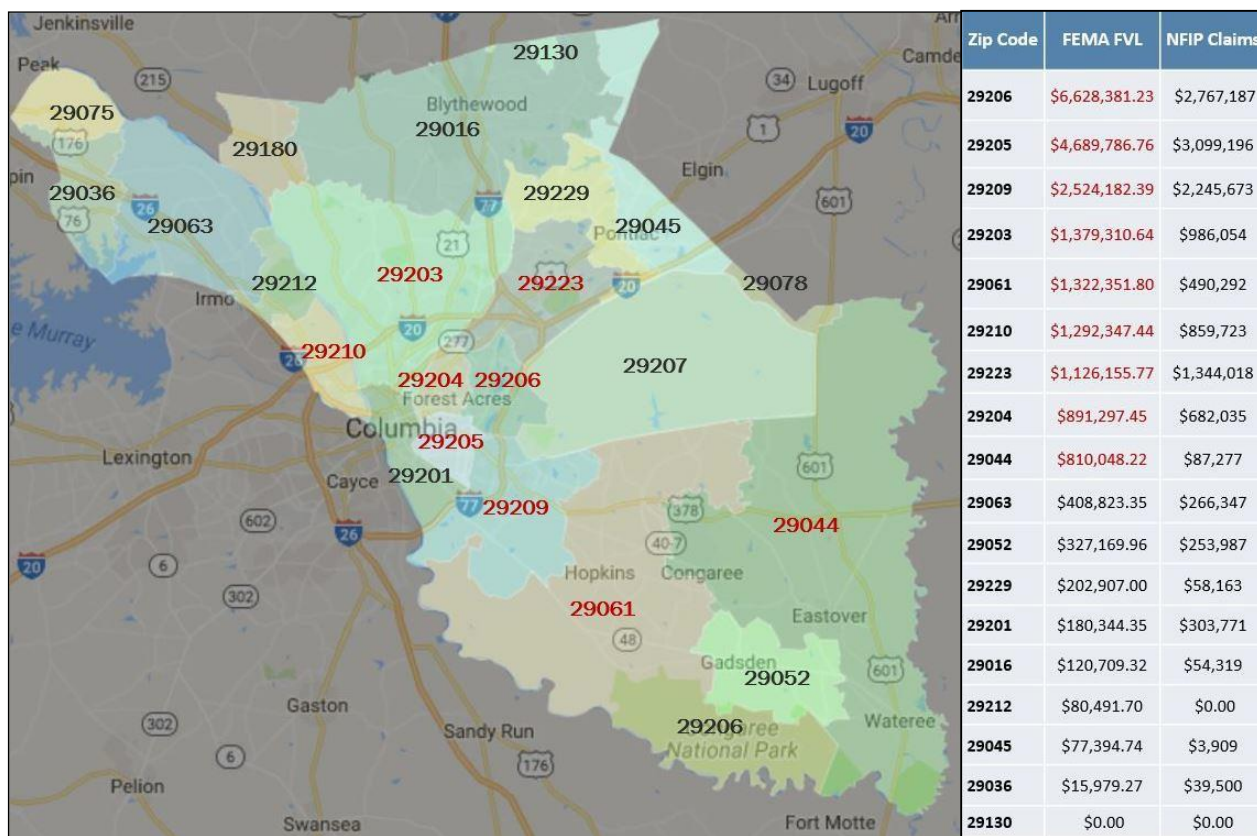 Jenkinsville
Peak
215
29130
Lugoff
34
Blythewood
1
20
29075
176
29180
29016
Elgin
601
29036
26
76
29063
29229
77
29045
21
Pontiac
29203
29223
1
20
29078
29212
Irmo
20
277
29210
29204
29206
29207
Forest Acres
Columbia
29205
Lexington
29201
601
Cayce
77
29209
378
29044
602
26
40-7
20
6
Hopkins
Congaree
302
29061
Eastover
48
Gadsden
29052
601
Gaston
29206
Wateree
302
Sandy Run
National Park
6
176
Pelion
Swansea
Fort Motte
Zip Code FEMA FVL NFIP Claims
29206 $6,628,381.23 $2,767,187
29205 $4,689,786.76 $3,099,196
29209 $2,524,182.39 $2,245,673
29203 $1,379,310.64 $986,054
29061 $1,322,351.80 $490,292
29210 $1,292,347.44 $859,723
29223 $1,126,155.77 $1,344,018
29204 $891,297.45 $682,035
29044 $810,048.22 $87,277
29063 $408,823.35 $266,347
29052 $327,169.96 $253,987
29229 $202,907.00 $58,163
29201 $180,344.35 $303,771
29016 $120,709.32 $54,319
29212 $80,491.70 $0.00
29045 $77,394.74 $3,909
29036 $15,979.27 $39,500
29130 $0.00 $0.00